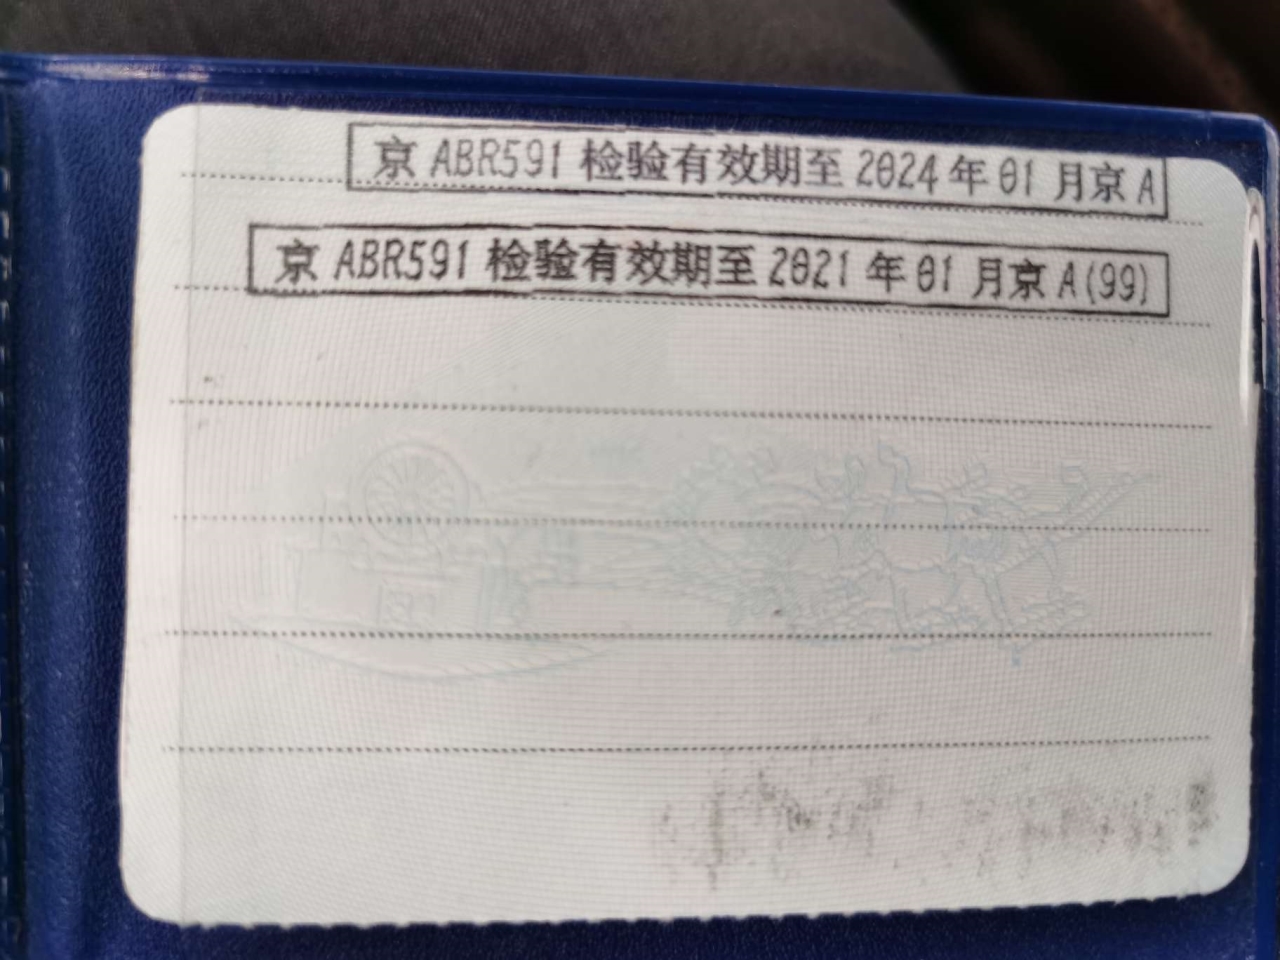 京 ABR591 检验有效期至 2024 年 01 月京 A
京 ABR591 检验有效期至 2021 年 01 月京 A(99)